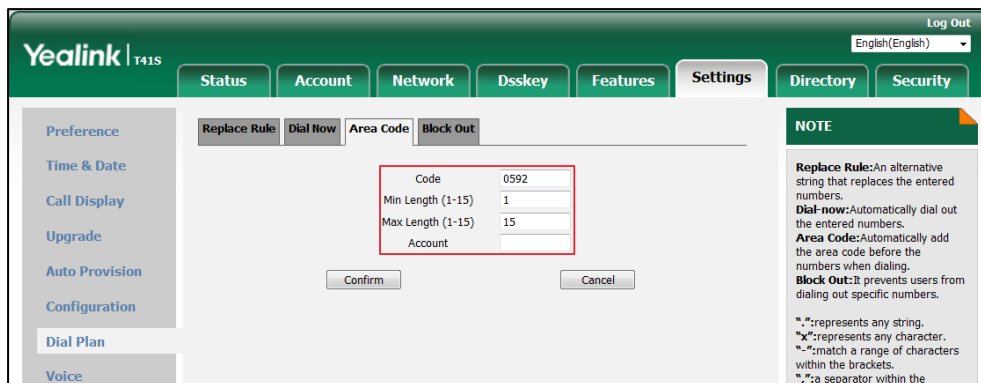 Log Out
Yealink | T41S
English(English)
Status
Account
Network
Dsskey
Features
Settings
Directory
Security
Preference
Time & Date
Call Display
Upgrade
Auto Provision
Configuration
Dial Plan
Voice
Replace Rule
Dial Now
Area Code
Block Out
Code 0592
Min Length (1-15) 1
Max Length (1-15) 15
Account
Confirm
Cancel
NOTE
Replace Rule:An alternative
string that replaces the entered
numbers.
Dial-now:Automatically dial out
the entered numbers.
Area Code:Automatically add
the area code before the
numbers when dialing.
Block Out:It prevents users from
dialing out specific numbers.
".":represents any string.
"x":represents any character.
"-":match a range of characters
within the brackets.
",":a separator within the